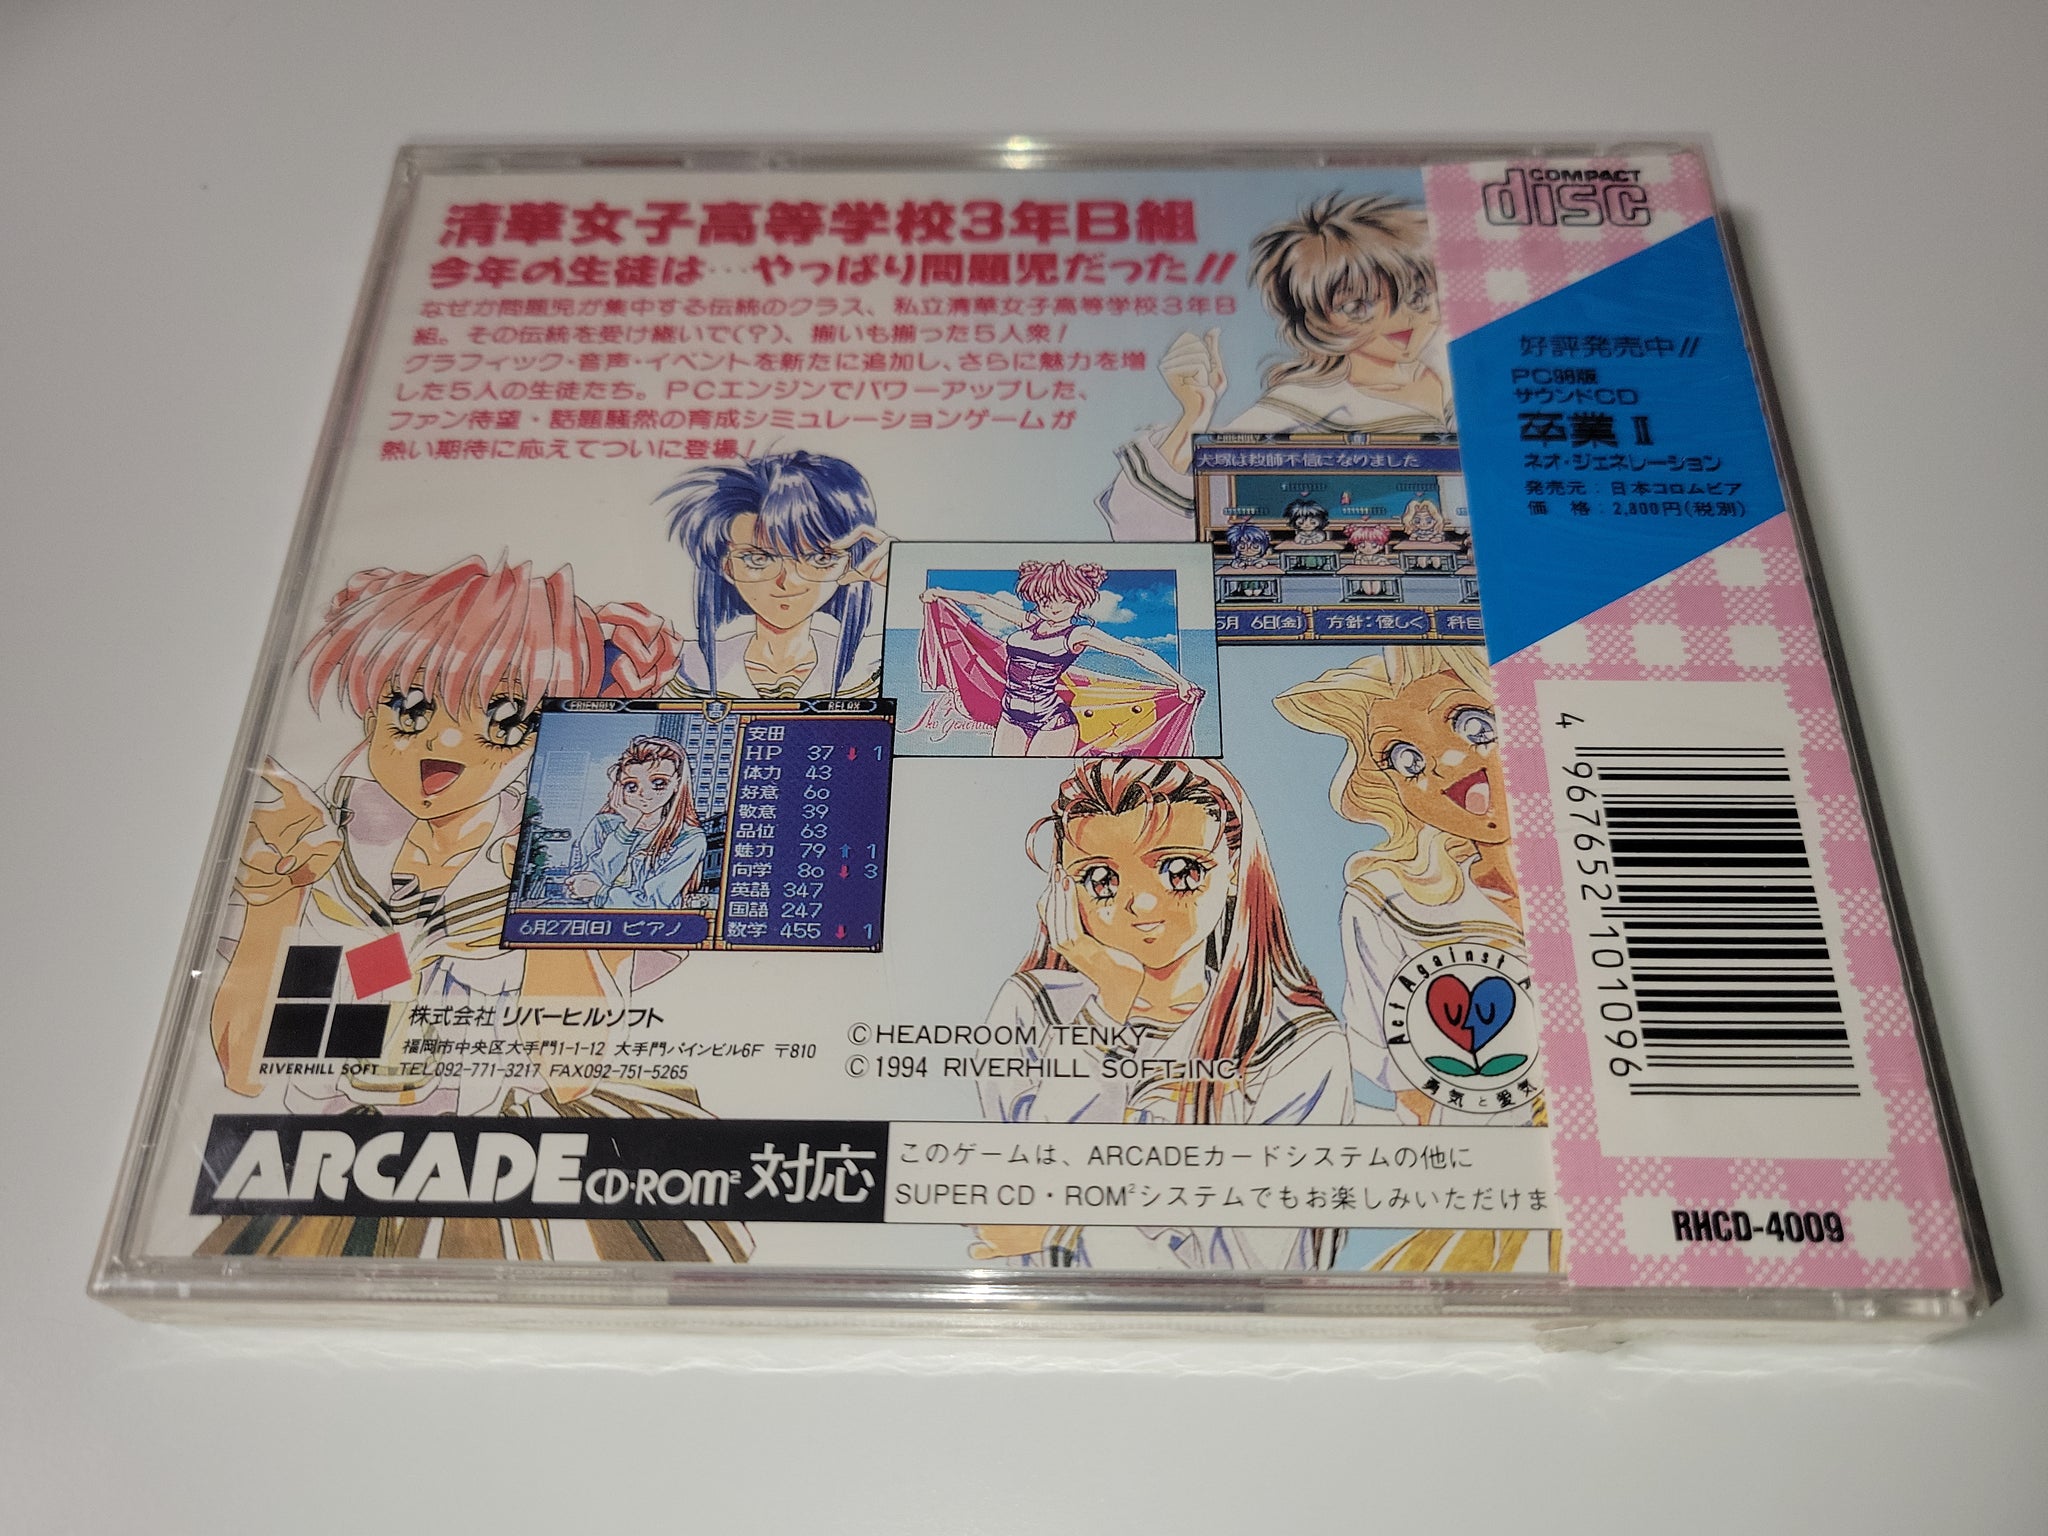 清華女子高等学校3年B組
今年の生徒は…やっぱり問題児だった!!
なぜか問題児が集中する伝統のクラス、私立清華女子高等学校3年B
組。その伝統を受け継いで(?)、揃いも揃った5人衆!
グラフィック・音声・イベントを新たに追加し、さらに魅力を増
した5人の生徒たち。PCエンジンでパワーアップした、
ファン待望・話題騒然の育成シミュレーションゲームが
熱い期待に応えてついに登場!
COMPACT
disc
好評発売中!!
PC98版
サウンドCD
卒業Ⅱ
ネオ・ジェネレーション
発売元:日本コロムビア
価 格:2,800円(税別)
FRIENDLY
犬塚は教師不信になりました
5月 6日(金) 方針:優しく 科目
FRIENDLY RELAX
安田
HP 37 ↓ 1
体力 43
好意 60
敬意 39
品位 63
魅力 79 ↑ 1
向学 80 ↓ 3
英語 347
国語 247
数学 455 ↓ 1
6月27日(日) ピアノ
4967652101096
RIVERHILL SOFT
株式会社 リバーヒルソフト
福岡市中央区大手門1-1-12 大手門パインビル6F 〒810
TEL092-771-3217 FAX092-751-5265
©HEADROOM/TENKY
©1994 RIVERHILL SOFT.INC.
Act Against
勇気と愛気
ARCADE CD・ROM² 対応
このゲームは、ARCADEカードシステムの他に
SUPER CD・ROM²システムでもお楽しみいただけま
RHCD-4009